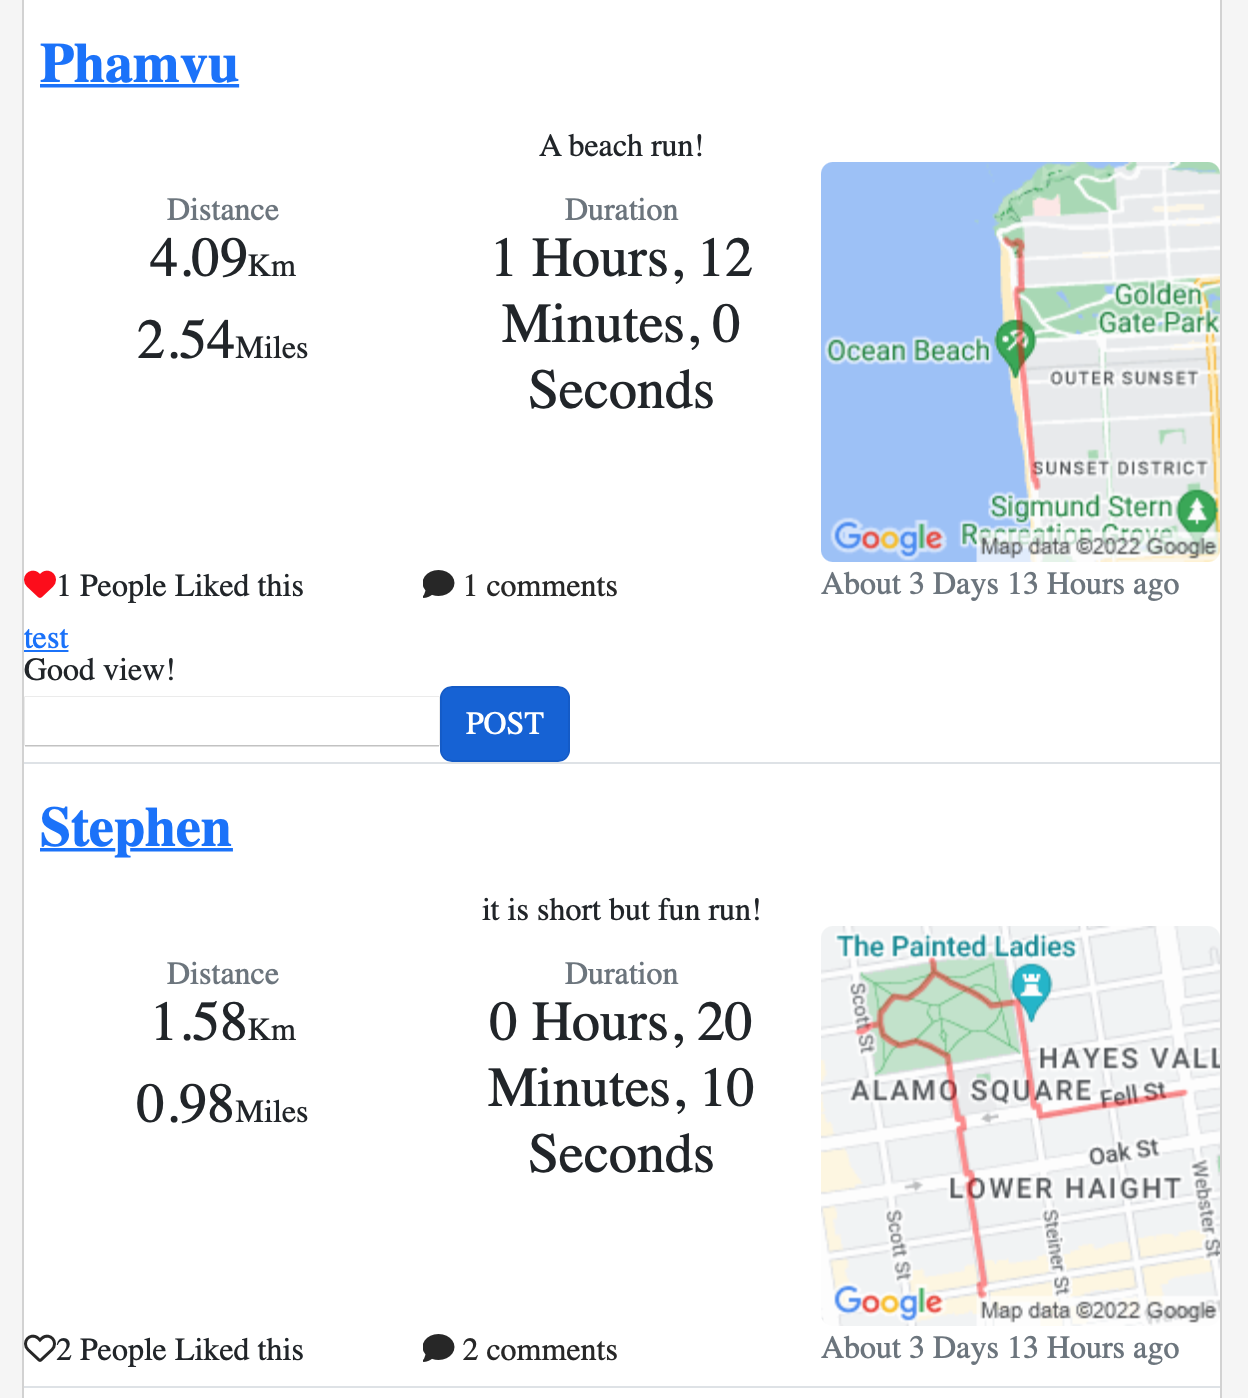 Phamvu
A beach run!
Distance
4.09Km
2.54Miles
Duration
1 Hours, 12
Minutes, 0
Seconds
Golden
Gate Park
Ocean Beach
OUTER SUNSET
SUNSET DISTRICT
Sigmund Stern
Recreation Grove
Google
Map data ©2022 Google
1 People Liked this
1 comments
About 3 Days 13 Hours ago
test
Good view!
POST
Stephen
it is short but fun run!
Distance
1.58Km
0.98Miles
Duration
0 Hours, 20
Minutes, 10
Seconds
The Painted Ladies
Scott St
HAYES VALL
ALAMO SQUARE
Fell St
Oak St
LOWER HAIGHT
Webster St
Scott St
Steiner St
Google
Map data ©2022 Google
2 People Liked this
2 comments
About 3 Days 13 Hours ago